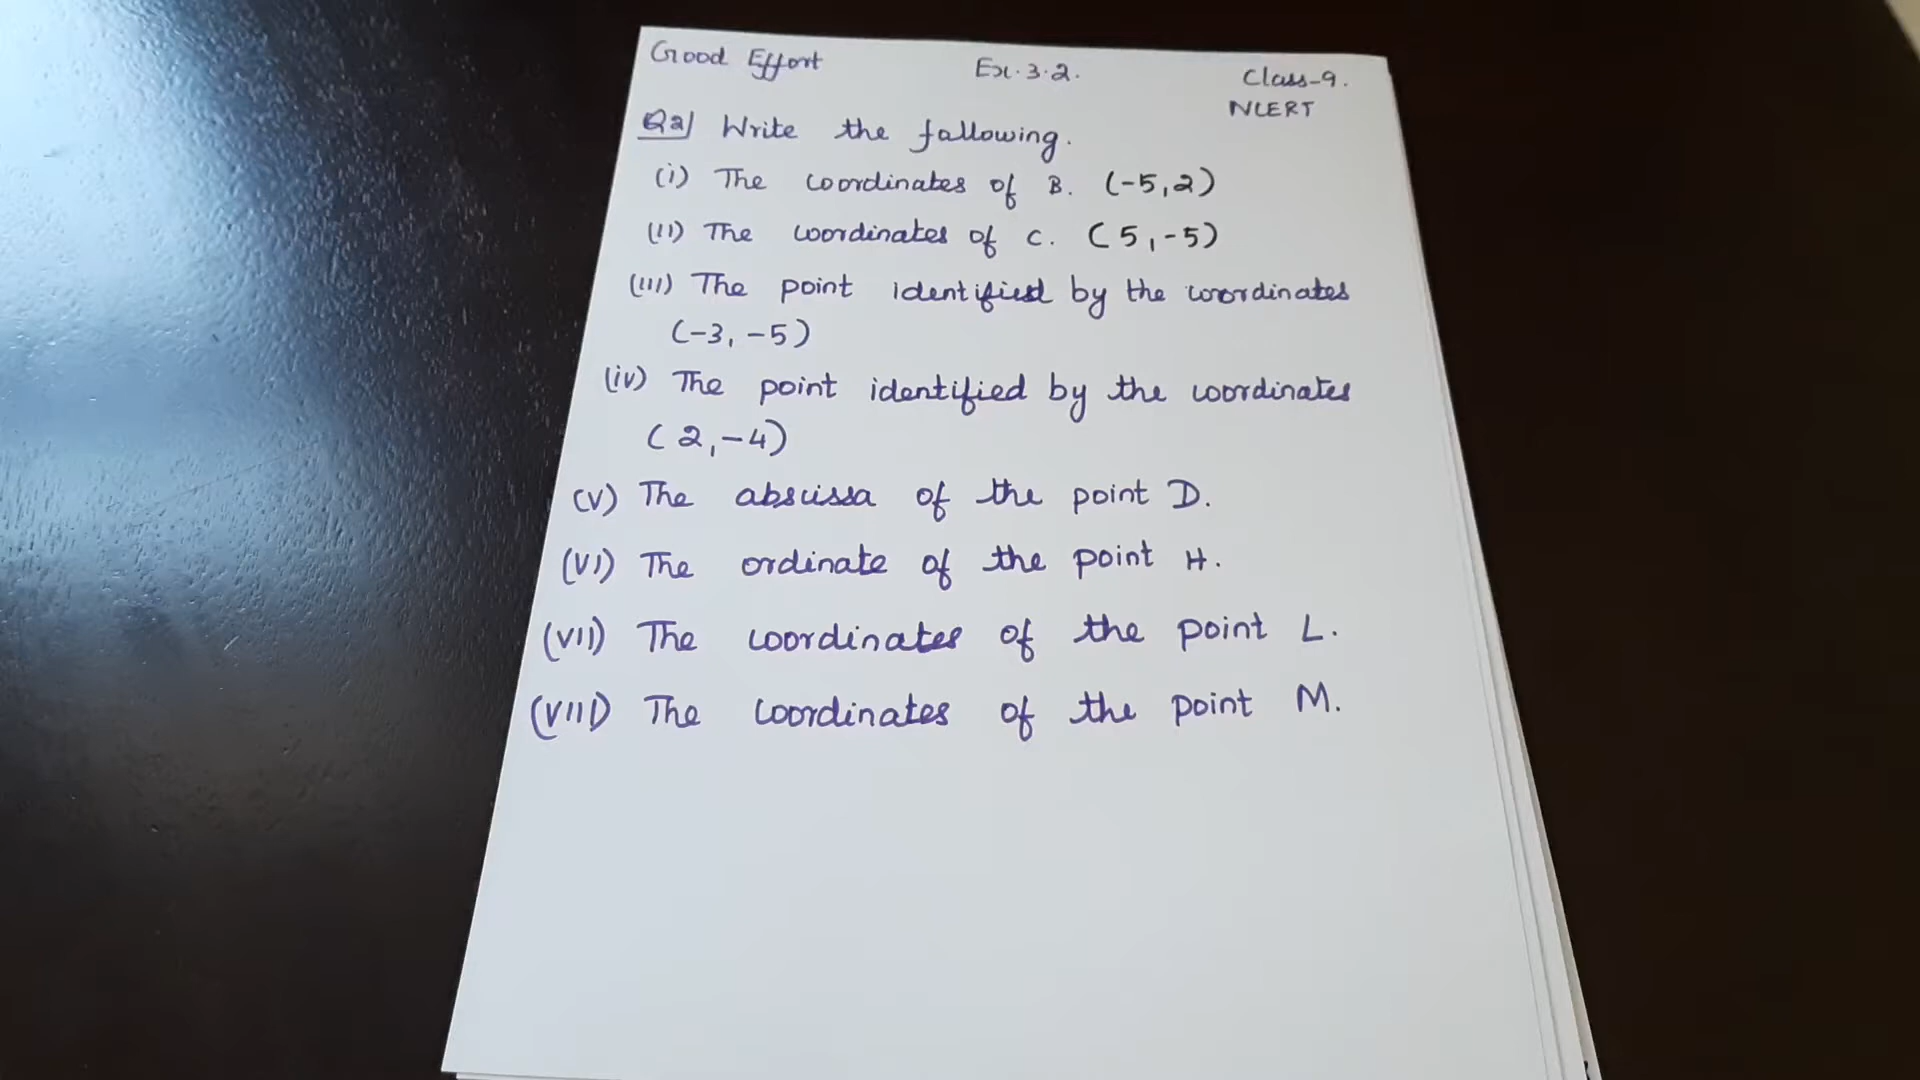 Good Effort Ex.3.2. Class-9.
NCERT
Q2) Write the following.
(i) The coordinates of B. (-5,2)
(ii) The coordinates of C. (5,-5)
(iii) The point identified by the coordinates
(-3, -5)
(iv) The point identified by the coordinates
(2,-4)
(v) The abscissa of the point D.
(vi) The ordinate of the point H.
(vii) The coordinates of the point L.
(viii) The coordinates of the point M.